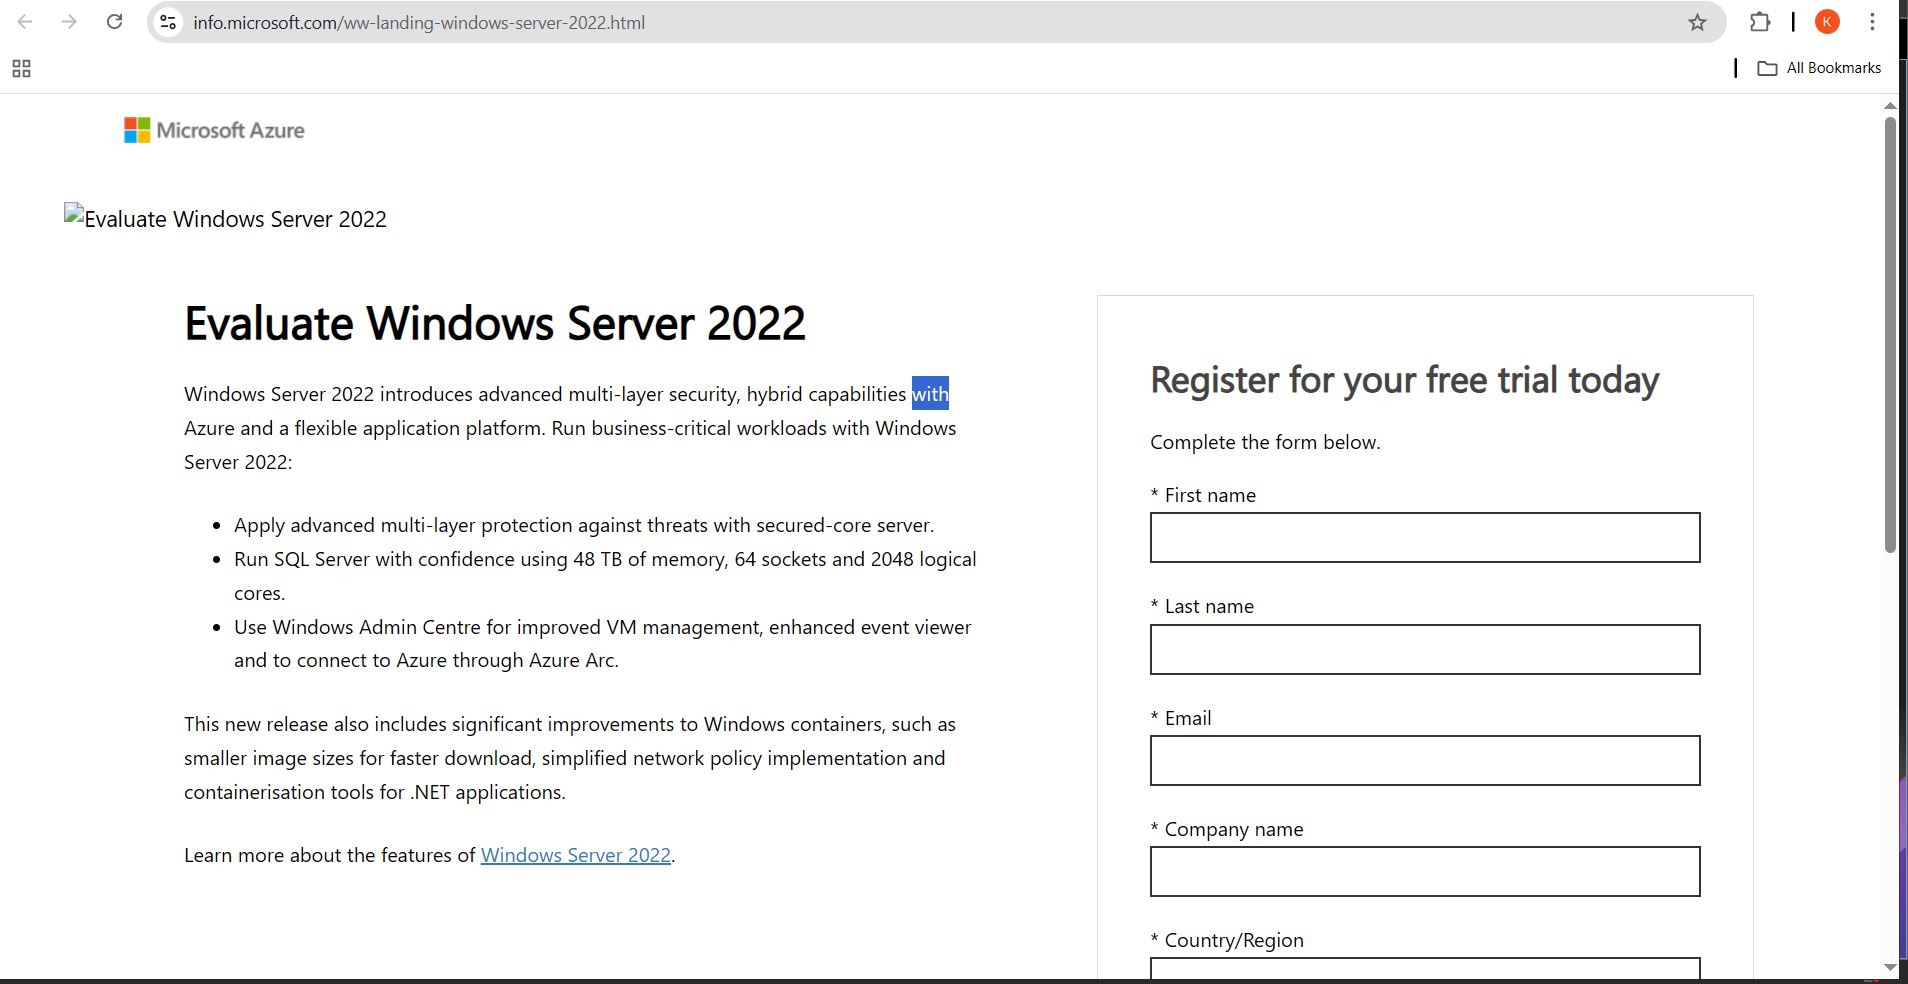 info.microsoft.com/ww-landing-windows-server-2022.html
K
All Bookmarks
Microsoft Azure
Evaluate Windows Server 2022
Evaluate Windows Server 2022
Windows Server 2022 introduces advanced multi-layer security, hybrid capabilities with
Azure and a flexible application platform. Run business-critical workloads with Windows
Server 2022:
• Apply advanced multi-layer protection against threats with secured-core server.
• Run SQL Server with confidence using 48 TB of memory, 64 sockets and 2048 logical
cores.
• Use Windows Admin Centre for improved VM management, enhanced event viewer
and to connect to Azure through Azure Arc.
This new release also includes significant improvements to Windows containers, such as
smaller image sizes for faster download, simplified network policy implementation and
containerisation tools for .NET applications.
Learn more about the features of Windows Server 2022.
Register for your free trial today
Complete the form below.
* First name
* Last name
* Email
* Company name
* Country/Region